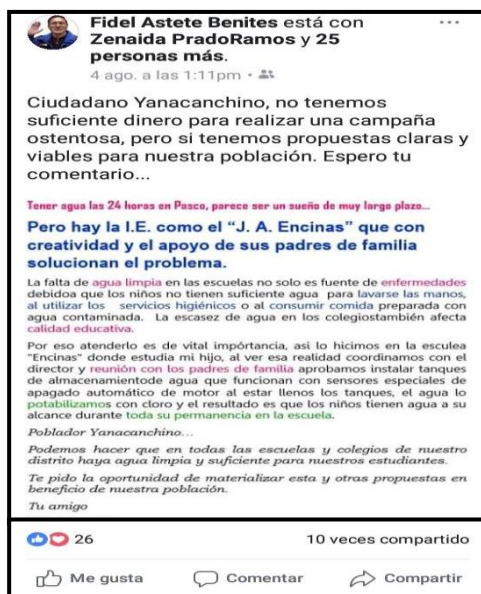 Fidel Astete Benites está con
Zenaida PradoRamos y 25
personas más.
4 ago. a las 1:11pm
Ciudadano Yanacanchino, no tenemos
suficiente dinero para realizar una campaña
ostentosa, pero si tenemos propuestas claras y
viables para nuestra población. Espero tu
comentario...
Tener agua las 24 horas en Pasco, parece ser un sueño de muy largo plazo...
Pero hay la I.E. como el "J. A. Encinas" que con
creatividad y el apoyo de sus padres de familia
solucionan el problema.
La falta de agua limpia en las escuelas no solo es fuente de enfermedades
debidoa que los niños no tienen suficiente agua para lavarse las manos,
al utilizar los servicios higiénicos o al consumir comida preparada con
agua contaminada. La escasez de agua en los colegiostambién afecta
calidad educativa.
Por eso atenderlo es de vital impórtancia, asi lo hicimos en la esculea
"Encinas" donde estudia mi hijo, al ver esa realidad coordinamos con el
director y reunión con los padres de familia aprobamos instalar tanques
de almacenamientode agua que funcionan con sensores especiales de
apagado automático de motor al estar llenos los tanques, el agua lo
potabilizamos con cloro y el resultado es que los niños tienen agua a su
alcance durante toda su permanencia en la escuela.
Poblador Yanacanchino...
Podemos hacer que en todas las escuelas y colegios de nuestro
distrito haya agua limpia y suficiente para nuestros estudiantes.
Te pido la oportunidad de materializar esta y otras propuestas en
beneficio de nuestra población.
Tu amigo
26
10 veces compartido
Me gusta
Comentar
Compartir